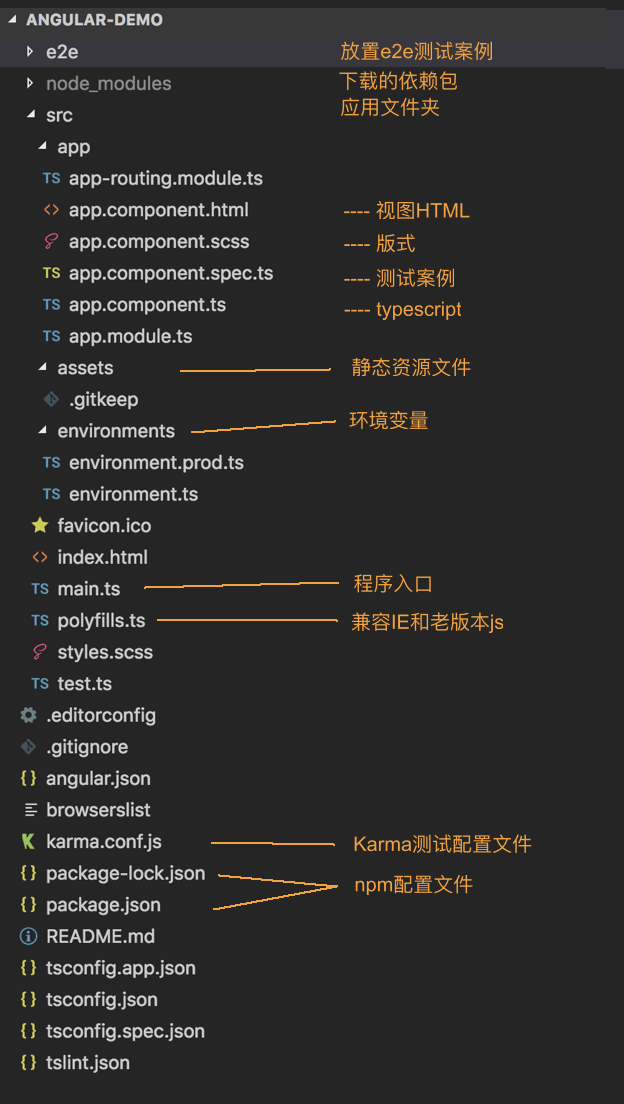 ANGULAR-DEMO
e2e 放置e2e测试案例
node_modules 下载的依赖包
src 应用文件夹
app
TS app-routing.module.ts
<> app.component.html ---- 视图HTML
app.component.scss ---- 版式
TS app.component.spec.ts ---- 测试案例
TS app.component.ts ---- typescript
TS app.module.ts
assets 静态资源文件
.gitkeep
environments 环境变量
TS environment.prod.ts
TS environment.ts
favicon.ico
<> index.html
TS main.ts 程序入口
TS polyfills.ts 兼容IE和老版本js
styles.scss
TS test.ts
.editorconfig
.gitignore
{} angular.json
browserslist
karma.conf.js Karma测试配置文件
{} package-lock.json npm配置文件
{} package.json
README.md
{} tsconfig.app.json
{} tsconfig.json
{} tsconfig.spec.json
{} tslint.json